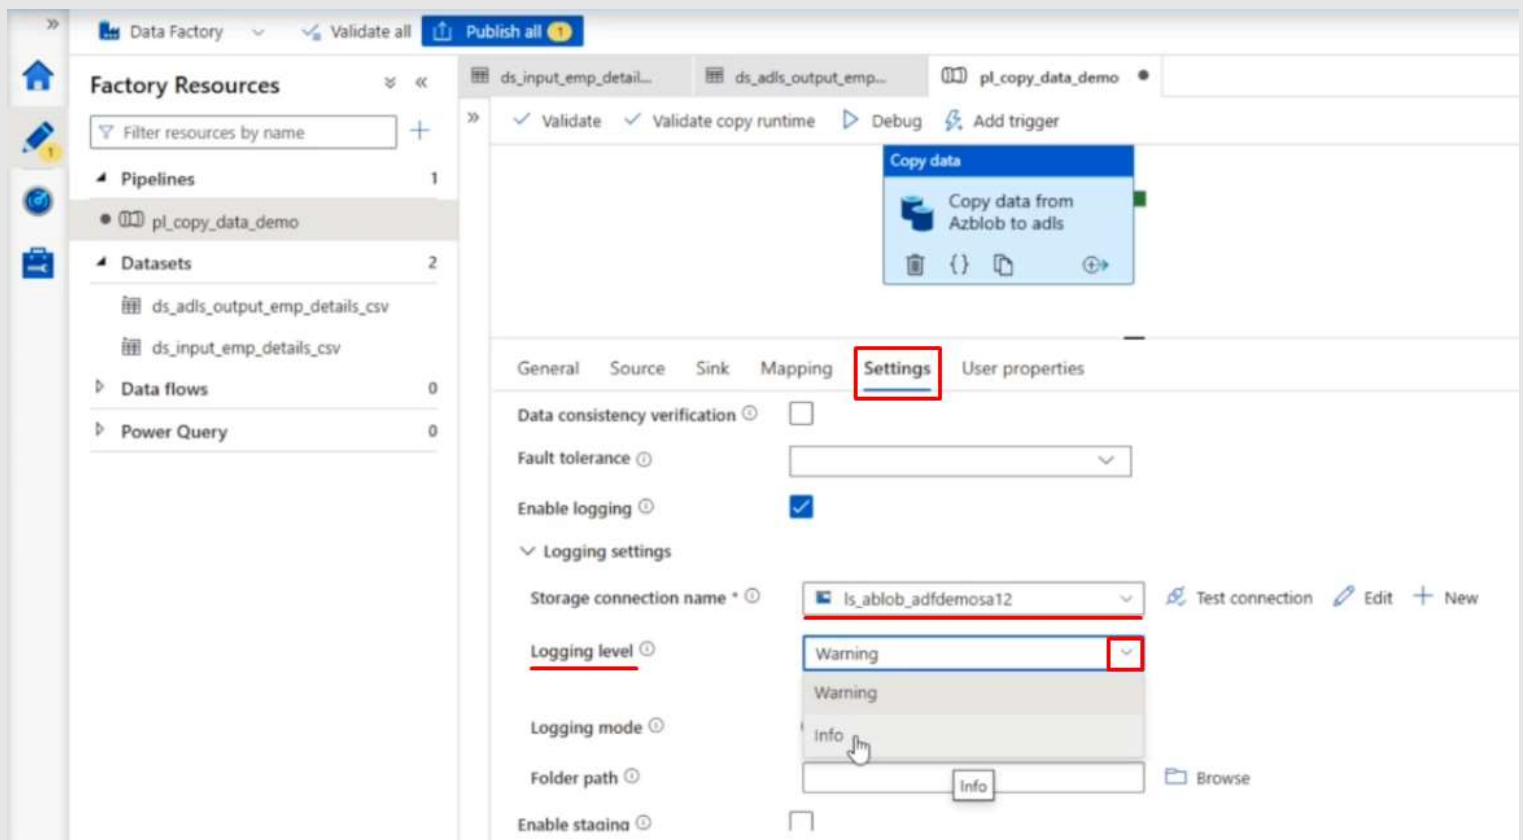 Data Factory
Validate all
Publish all 1
Factory Resources
Filter resources by name
Pipelines 1
pl_copy_data_demo
Datasets 2
ds_adls_output_emp_details_csv
ds_input_emp_details_csv
Data flows 0
Power Query 0
1
ds_input_emp_detail...
ds_adls_output_emp...
pl_copy_data_demo
Validate
Validate copy runtime
Debug
Add trigger
Copy data
Copy data from
Azblob to adls
General
Source
Sink
Mapping
Settings
User properties
Data consistency verification
Fault tolerance
Enable logging
Logging settings
Storage connection name * ls_ablob_adfdemosa12
Test connection
Edit
New
Logging level Warning
Warning
Info
Logging mode
Folder path
Info
Browse
Enable staging